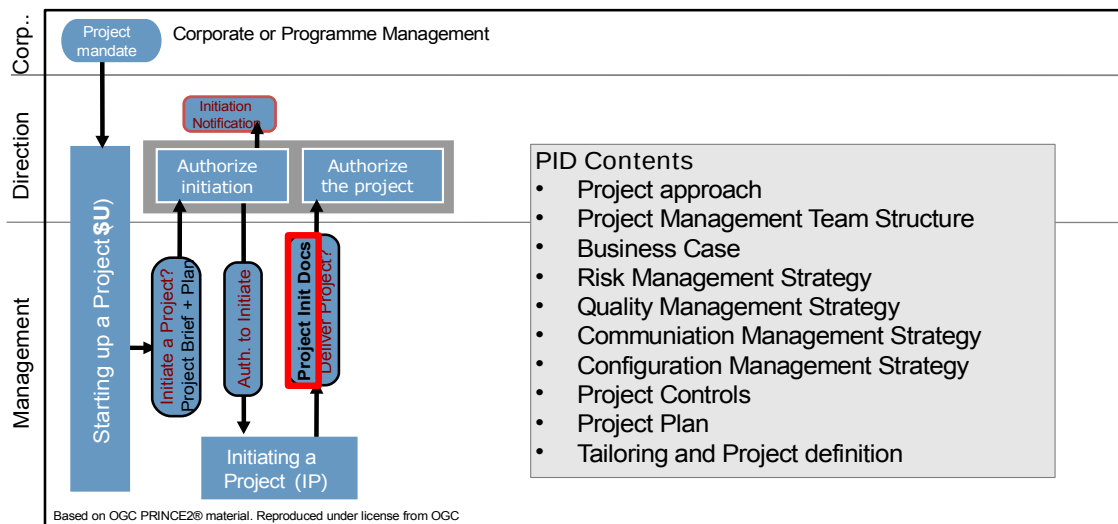 Corp..
Project
mandate
Corporate or Programme Management
Direction
Initiation
Notification
Authorize
initiation
Authorize
the project
Management
Starting up a Project(SU)
Initiate a Project?
Project Brief + Plan
Auth. to Initiate
Project Init Docs
Deliver Project?
Initiating a
Project (IP)
PID Contents
• Project approach
• Project Management Team Structure
• Business Case
• Risk Management Strategy
• Quality Management Strategy
• Communiation Management Strategy
• Configuration Management Strategy
• Project Controls
• Project Plan
• Tailoring and Project definition
Based on OGC PRINCE2® material. Reproduced under license from OGC